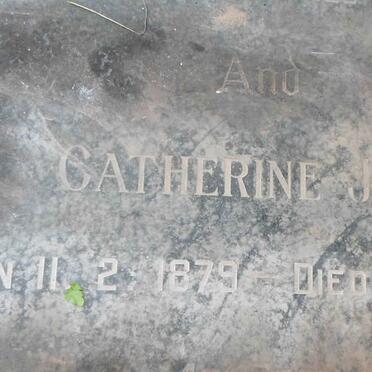 And
CATHERINE J
N 11. 2. 1879 — DIED